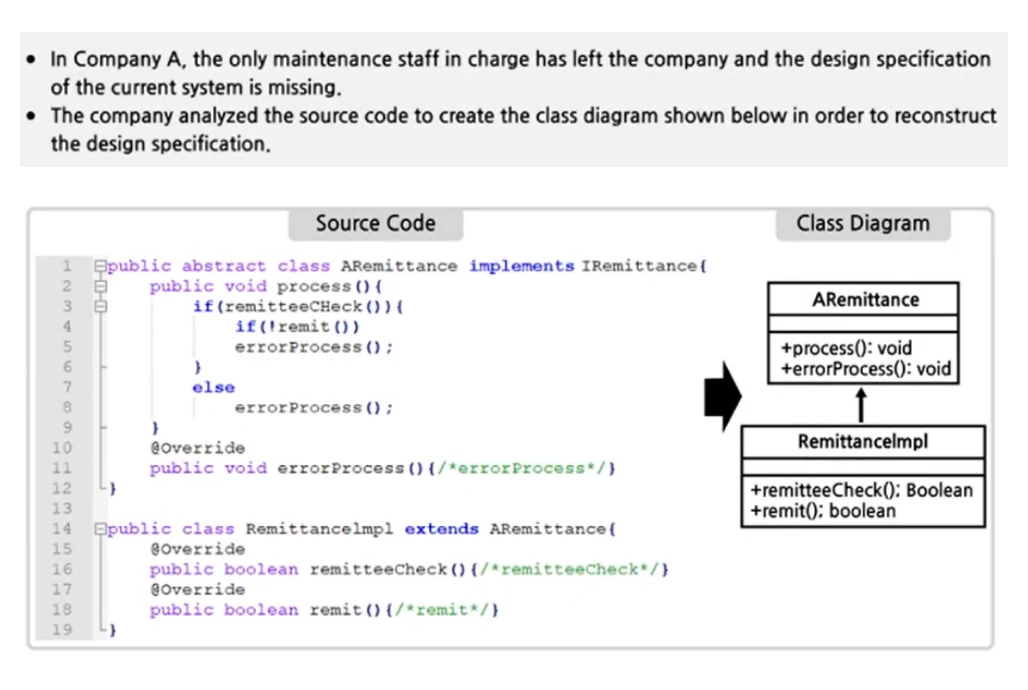 • In Company A, the only maintenance staff in charge has left the company and the design specification
of the current system is missing.
• The company analyzed the source code to create the class diagram shown below in order to reconstruct
the design specification.
Source Code
1 public abstract class ARemittance implements IRemittance{
2 public void process(){
3 if(remitteeCHeck()){
4 if(!remit())
5 errorProcess();
6 }
7 else
8 errorProcess();
9 }
10 @Override
11 public void errorProcess(){/*errorProcess*/}
12 }
13
14 public class Remittancelmpl extends ARemittance{
15 @Override
16 public boolean remitteeCheck(){/*remitteeCheck*/}
17 @Override
18 public boolean remit(){/*remit*/}
19 }
Class Diagram
ARemittance
+process(): void
+errorProcess(): void
Remittancelmpl
+remitteeCheck(); Boolean
+remit(): boolean